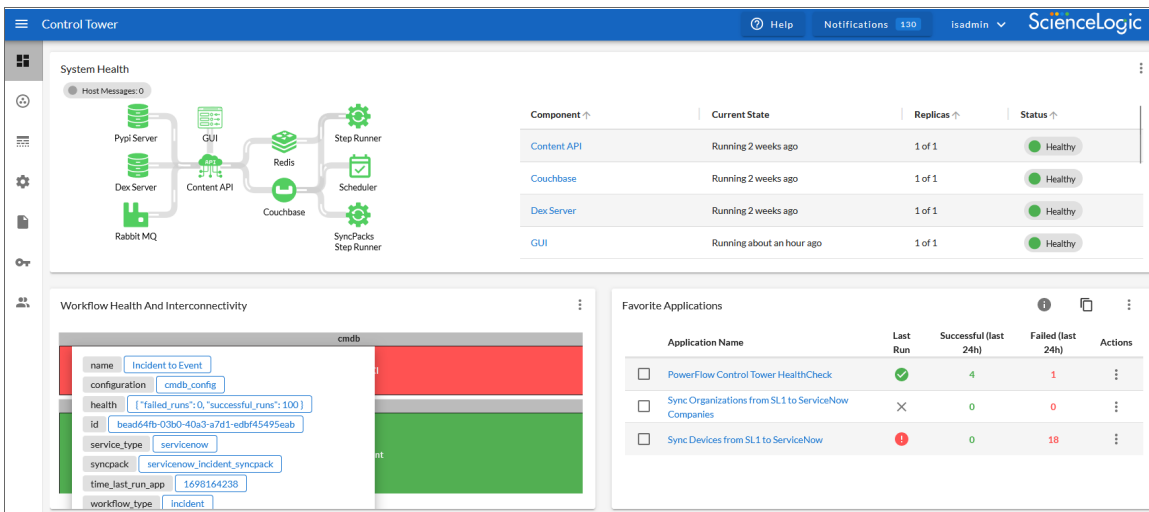 Control Tower
Help
Notifications 130
isadmin
ScienceLogic
System Health
Host Messages: 0
Pypi Server
GUI
Step Runner
Redis
API
Dex Server
Content API
Scheduler
Couchbase
Rabbit MQ
SyncPacks
Step Runner
Component Current State Replicas Status
Content API Running 2 weeks ago 1 of 1 Healthy
Couchbase Running 2 weeks ago 1 of 1 Healthy
Dex Server Running 2 weeks ago 1 of 1 Healthy
GUI Running about an hour ago 1 of 1 Healthy
Workflow Health And Interconnectivity
cmdb
name Incident to Event
configuration cmdb_config
health { "failed_runs": 0, "successful_runs": 100 }
id bead64fb-03b0-40a3-a7d1-edbf45495eab
service_type servicenow
syncpack servicenow_incident_syncpack
time_last_run_app 1698164238
workflow_type incident
nt
Favorite Applications
Application Name
Last
Run
Successful (last
24h)
Failed (last
24h)
Actions
PowerFlow Control Tower HealthCheck 4 1
Sync Organizations from SL1 to ServiceNow
Companies
0 0
Sync Devices from SL1 to ServiceNow 0 18